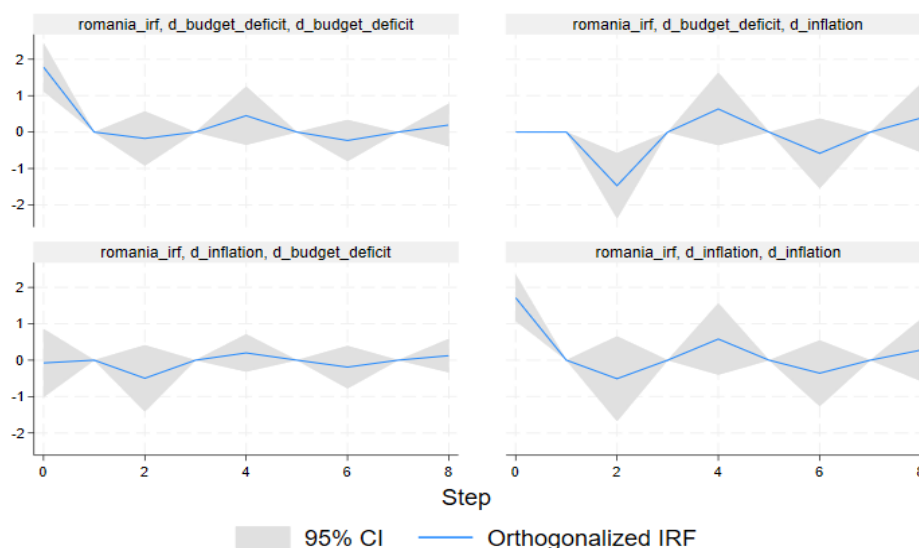 romania_irf, d_budget_deficit, d_budget_deficit
romania_irf, d_budget_deficit, d_inflation
2
1
0
-1
-2
romania_irf, d_inflation, d_budget_deficit
romania_irf, d_inflation, d_inflation
2
1
0
-1
-2
0 2 4 6 8
0 2 4 6 8
Step
95% CI
Orthogonalized IRF